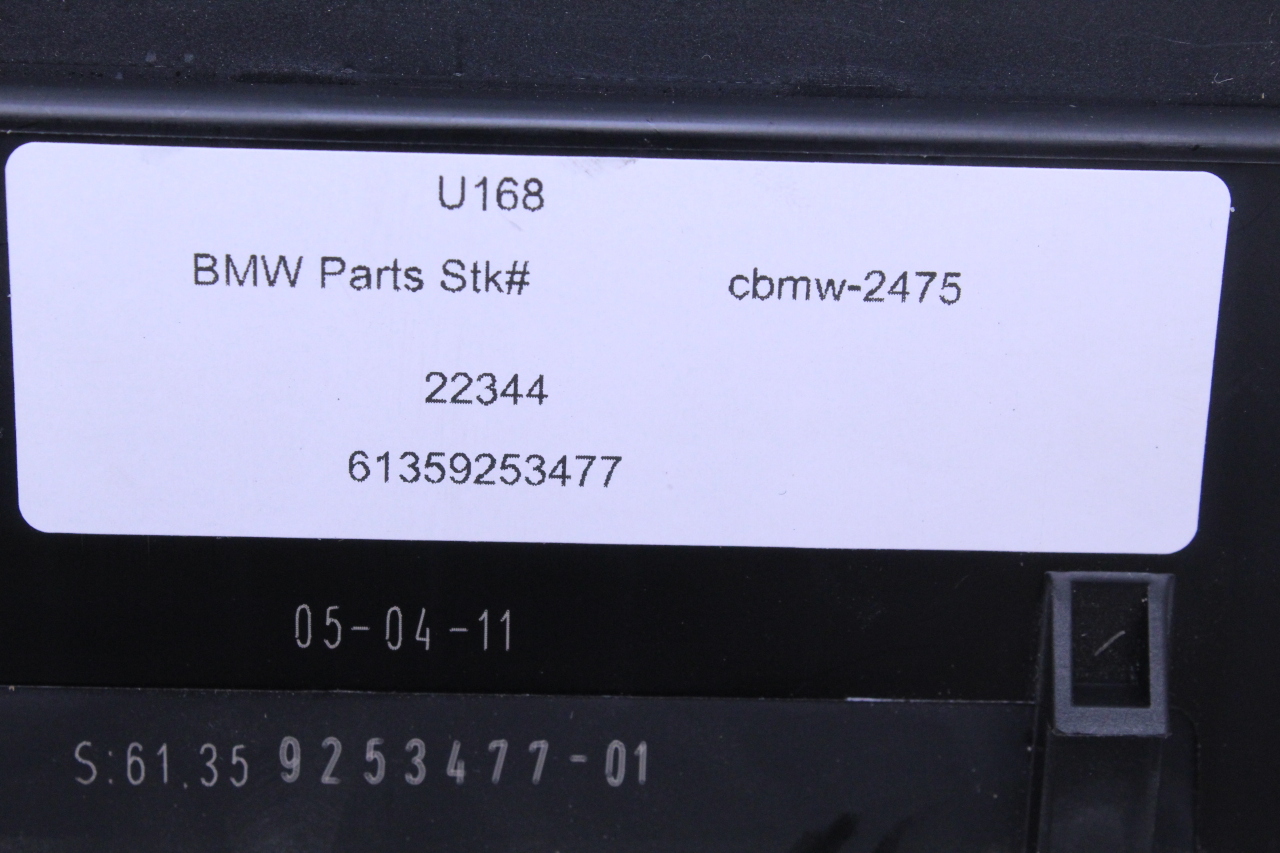 U168
BMW Parts Stk# cbmw-2475
22344
61359253477
05-04-11
S:61.35 9253477-01